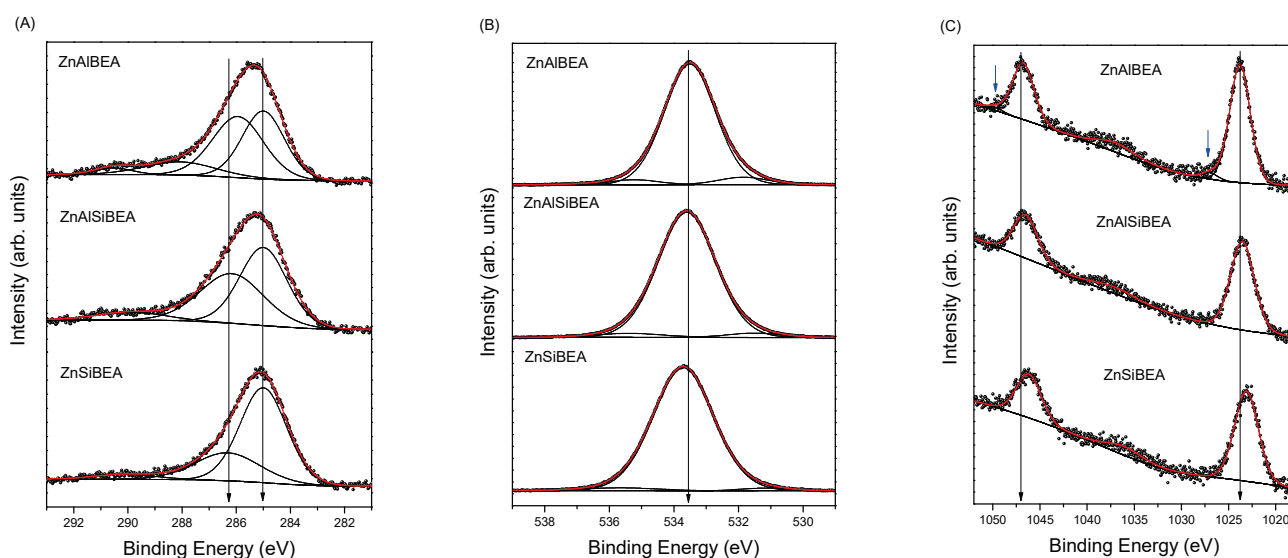 (A)
ZnAlBEA
ZnAlSiBEA
ZnSiBEA
Intensity (arb. units)
292 290 288 286 284 282
Binding Energy (eV)
(B)
ZnAlBEA
ZnAlSiBEA
ZnSiBEA
Intensity (arb. units)
538 536 534 532 530
Binding Energy (eV)
(C)
ZnAlBEA
ZnAlSiBEA
ZnSiBEA
Intensity (arb. units)
1050 1045 1040 1035 1030 1025 1020
Binding Energy (eV)